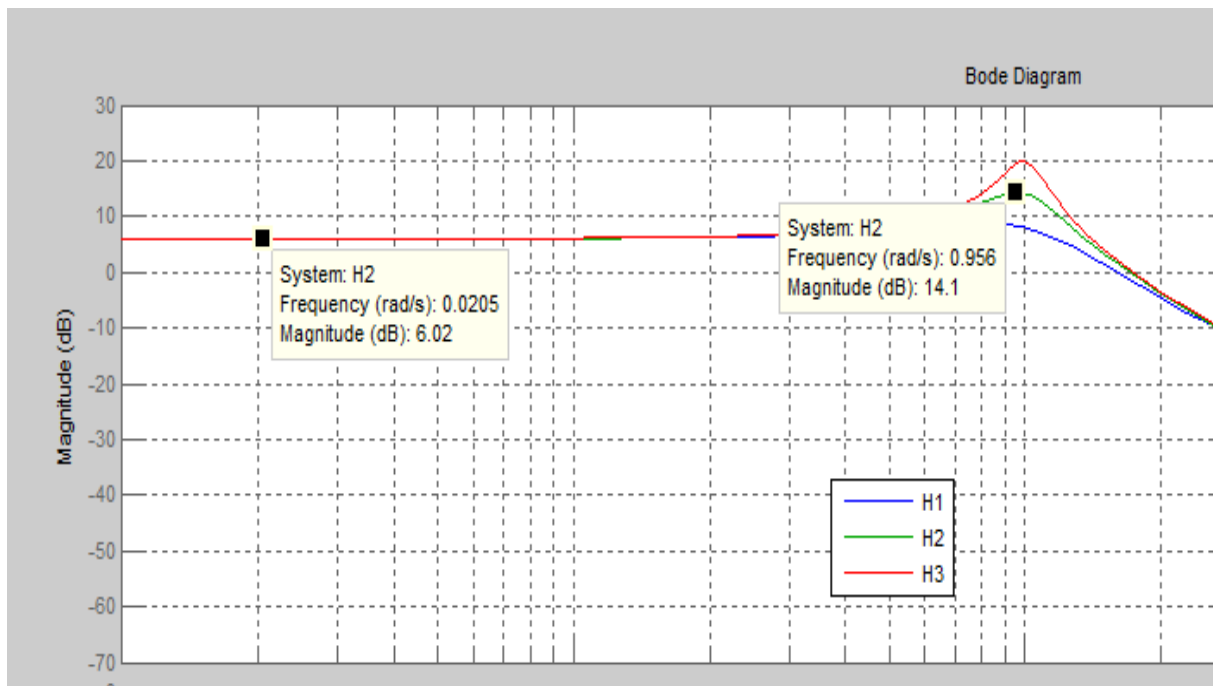 Bode Diagram
Magnitude (dB)
30
20
10
0
-10
-20
-30
-40
-50
-60
-70
System: H2
Frequency (rad/s): 0.0205
Magnitude (dB): 6.02
System: H2
Frequency (rad/s): 0.956
Magnitude (dB): 14.1
H1
H2
H3